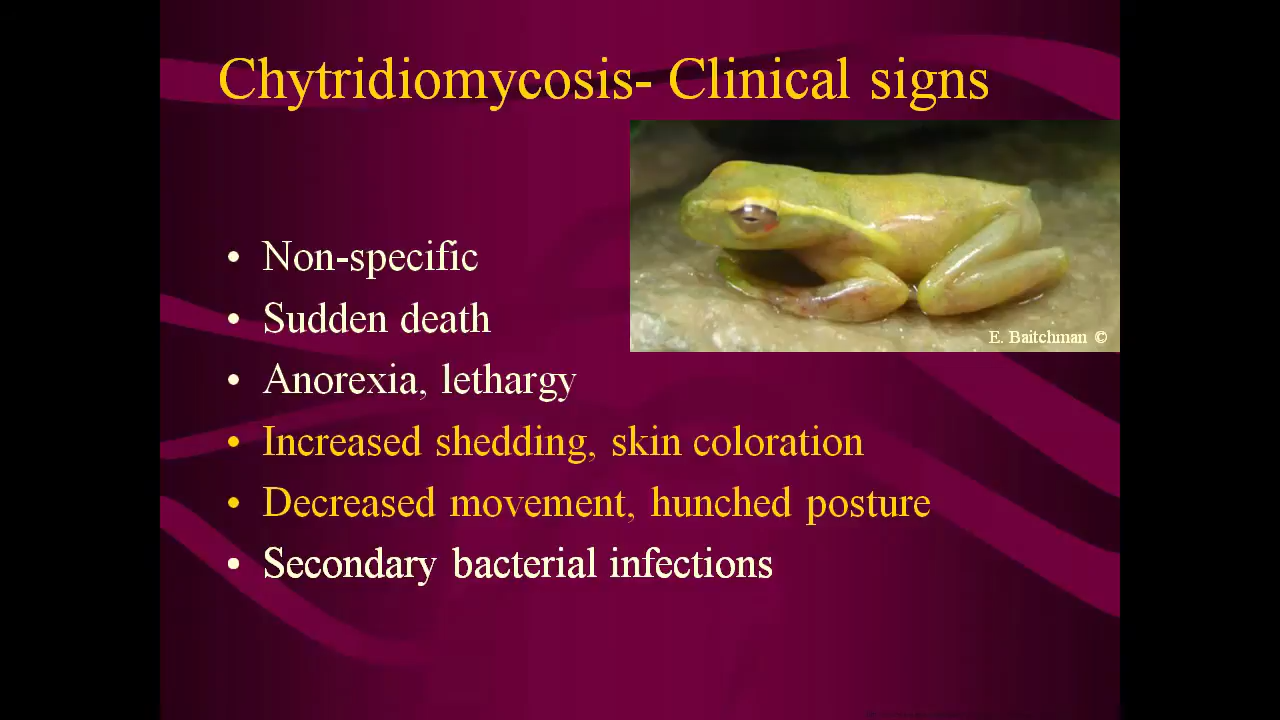 Chytridiomycosis- Clinical signs
E. Baitchman ©
• Non-specific
• Sudden death
• Anorexia, lethargy
• Increased shedding, skin coloration
• Decreased movement, hunched posture
• Secondary bacterial infections